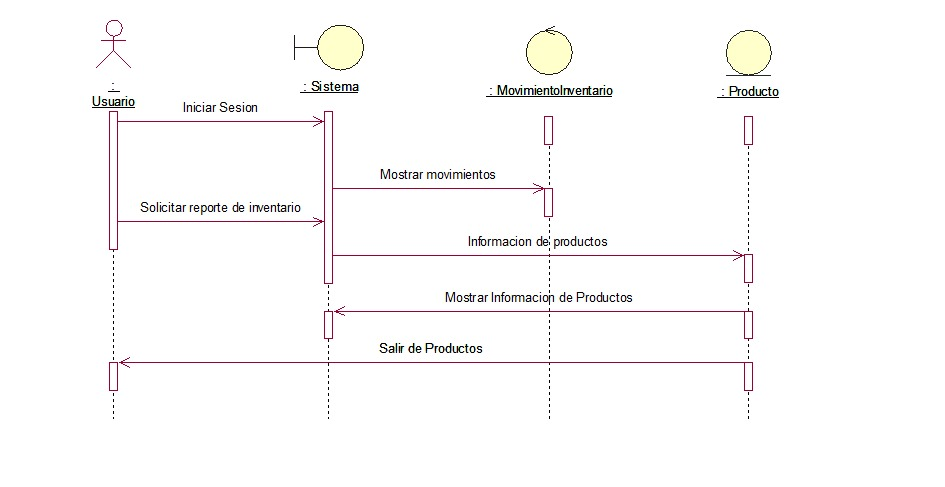 : Sistema
: MovimientoInventario
: Producto
:
Usuario
Iniciar Sesion
Mostrar movimientos
Solicitar reporte de inventario
Informacion de productos
Mostrar Informacion de Productos
Salir de Productos